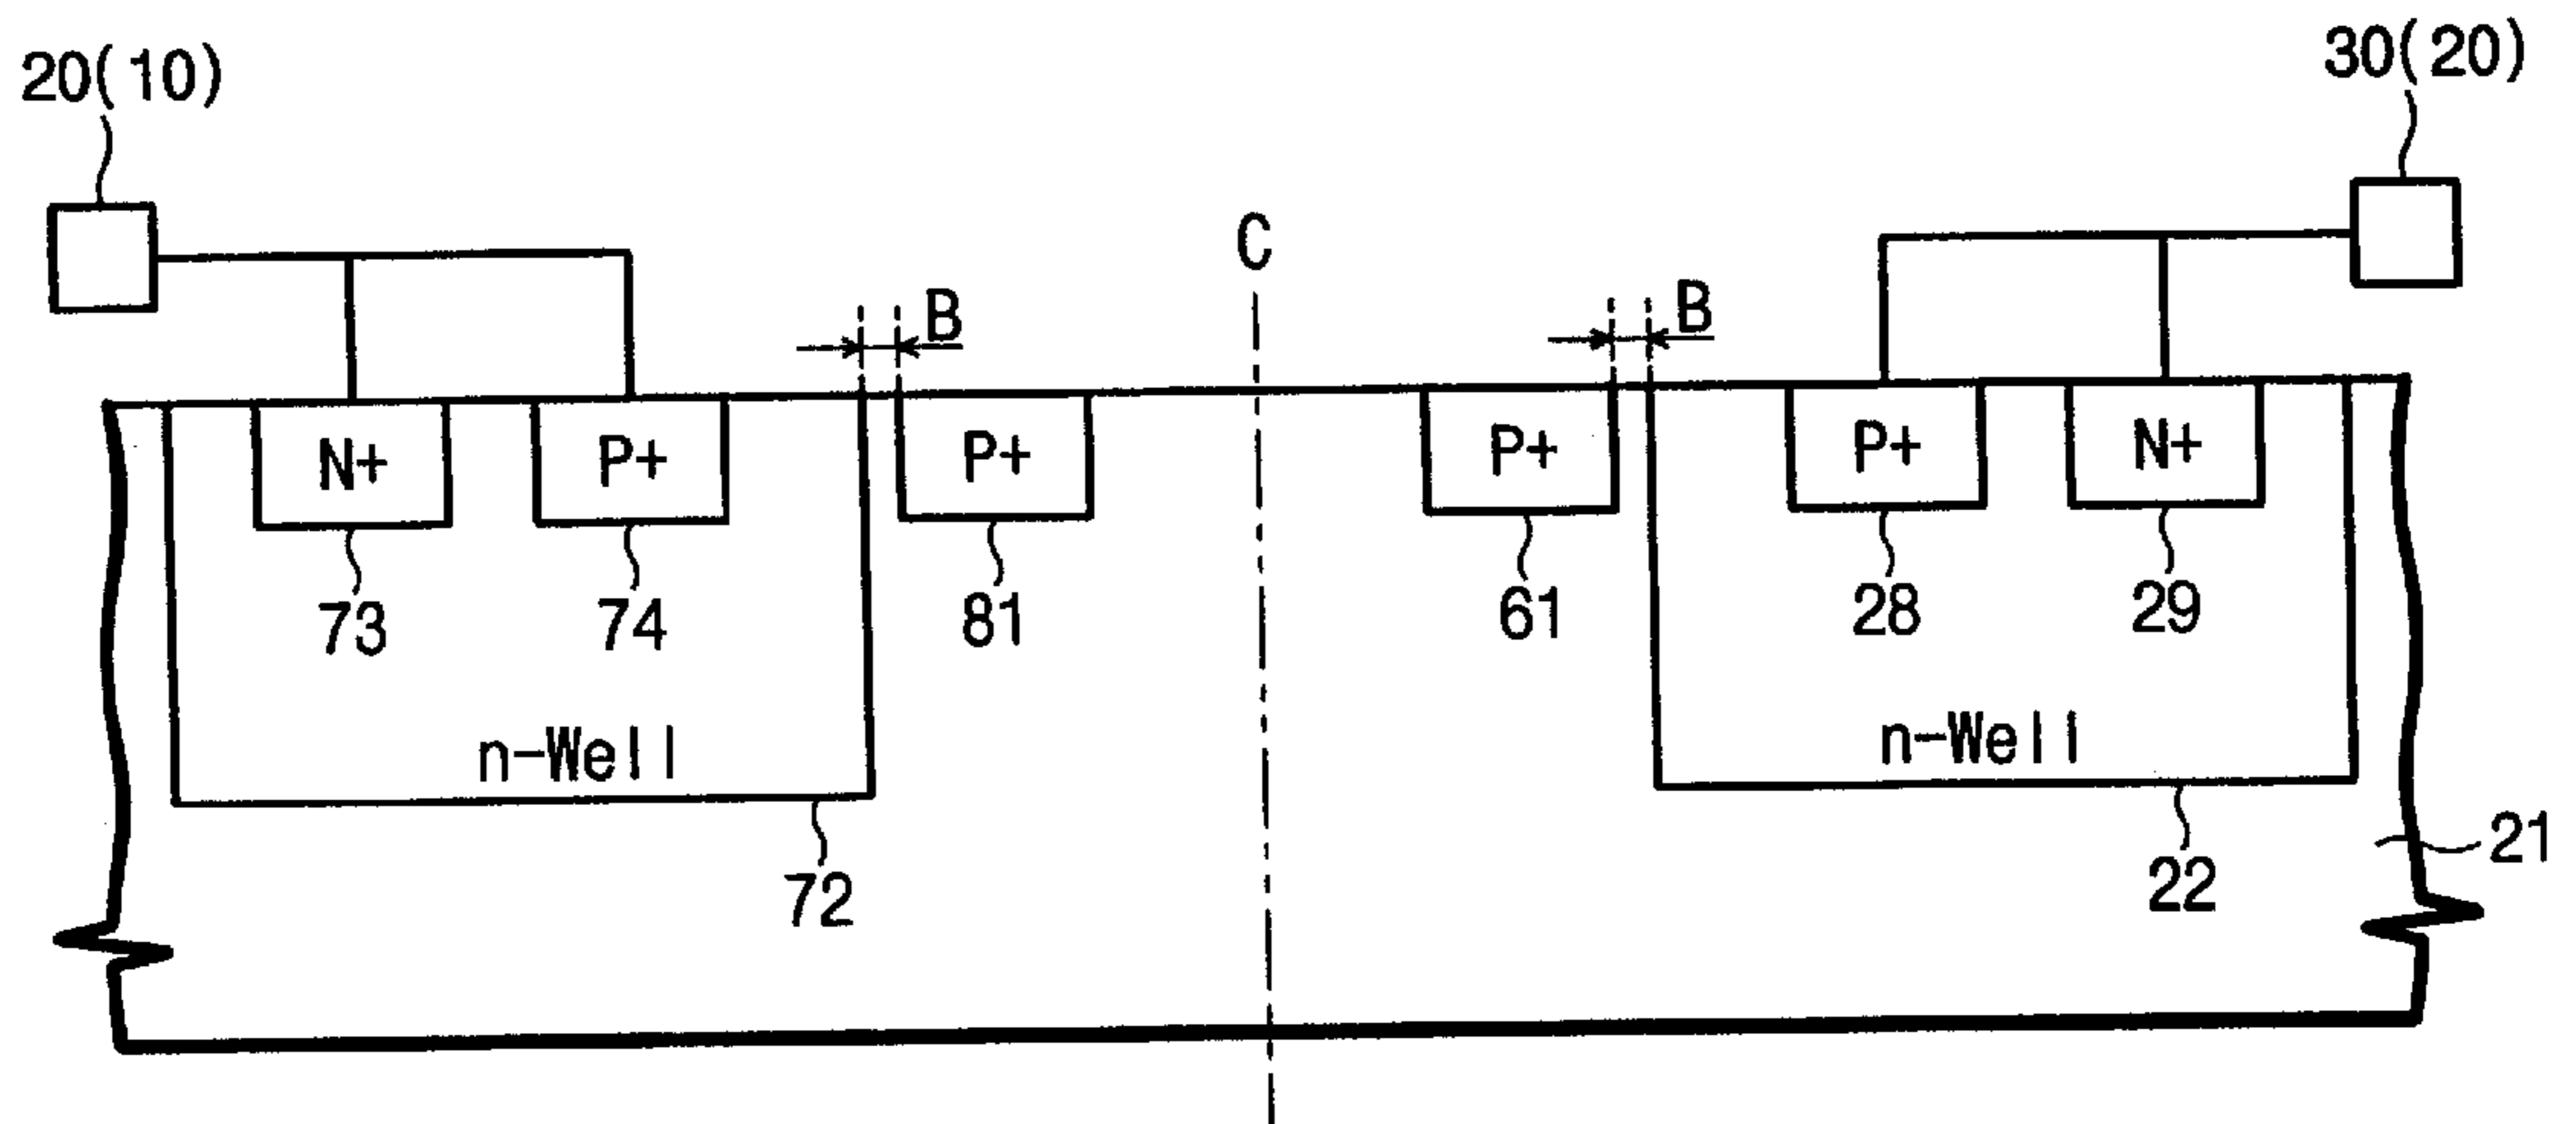 20(10)
30(20)
C
B
B
N+
P+
P+
P+
P+
N+
73
74
81
61
28
29
n-Well
n-Well
72
22
21